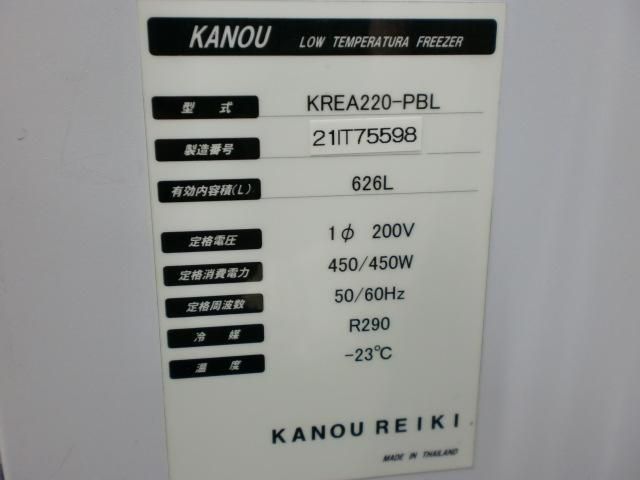 KANOU LOW TEMPERATURA FREEZER
型式 KREA220-PBL
製造番号 21IT75598
有効内容積(L) 626L
定格電圧 1φ 200V
定格消費電力 450/450W
定格周波数 50/60Hz
冷媒 R290
温度 -23℃
KANOU REIKI
MADE IN THAILAND